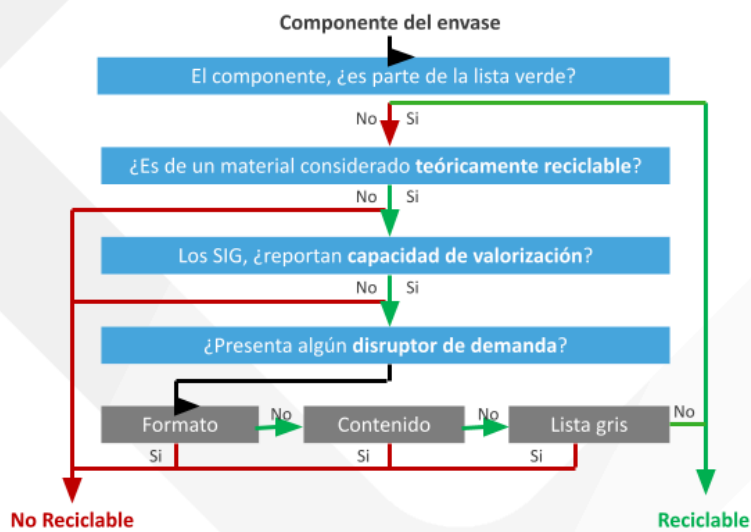 Componente del envase
El componente, ¿es parte de la lista verde?
No Si
¿Es de un material considerado teóricamente reciclable?
No Si
Los SIG, ¿reportan capacidad de valorización?
No Si
¿Presenta algún disruptor de demanda?
Formato No Contenido No Lista gris No
Si Si Si
No Reciclable Reciclable